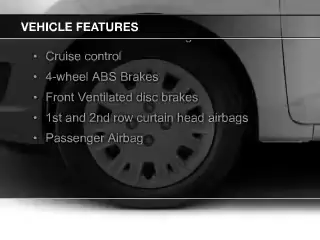 VEHICLE FEATURES
• Cruise control
• 4-wheel ABS Brakes
• Front Ventilated disc brakes
• 1st and 2nd row curtain head airbags
• Passenger Airbag